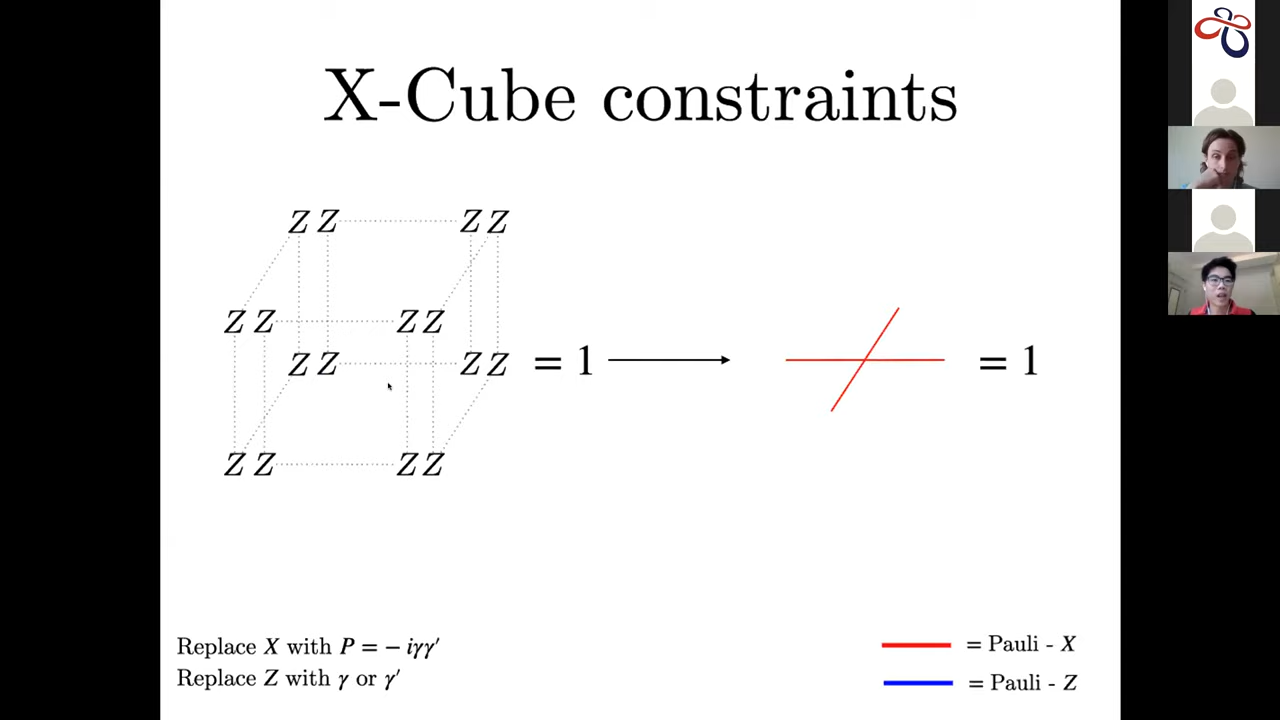 X-Cube constraints
Z Z Z Z
Z Z Z Z
Z Z Z Z = 1 = 1
Z Z Z Z
Replace X with P = − iγγ′
Replace Z with γ or γ′
= Pauli - X
= Pauli - Z